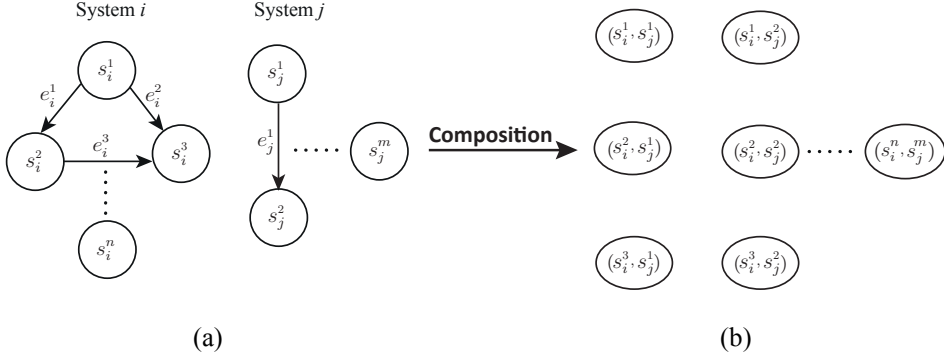 System i
System j
s_i^1
e_i^1
e_i^2
s_i^2
e_i^3
s_i^3
s_i^n
s_j^1
e_j^1
s_j^m
s_j^2
Composition
(s_i^1, s_j^1)
(s_i^1, s_j^2)
(s_i^2, s_j^1)
(s_i^2, s_j^2)
(s_i^n, s_j^m)
(s_i^3, s_j^1)
(s_i^3, s_j^2)
(a)
(b)